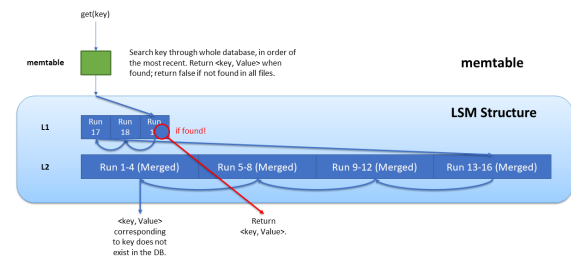 get(key)
Search key through whole database, in order of
the most recent. Return <key, Value> when
found; return false if not found in all files.
memtable
memtable
LSM Structure
L1
Run
17
Run
18
Run
1
if found!
L2
Run 1-4 (Merged)
Run 5-8 (Merged)
Run 9-12 (Merged)
Run 13-16 (Merged)
<key, Value>
corresponding
to key does not
exist in the DB.
Return
<key, Value>.